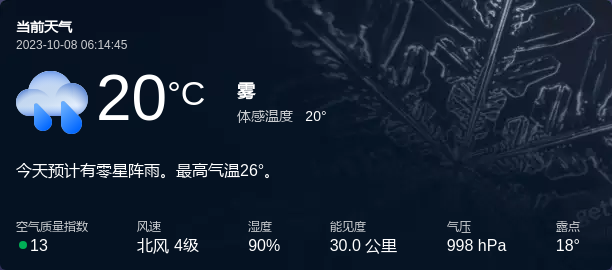 当前天气
2023-10-08 06:14:45
20°C
雾
体感温度 20°
今天预计有零星阵雨。最高气温26°。
空气质量指数 风速 湿度 能见度 气压 露点
13 北风 4级 90% 30.0 公里 998 hPa 18°